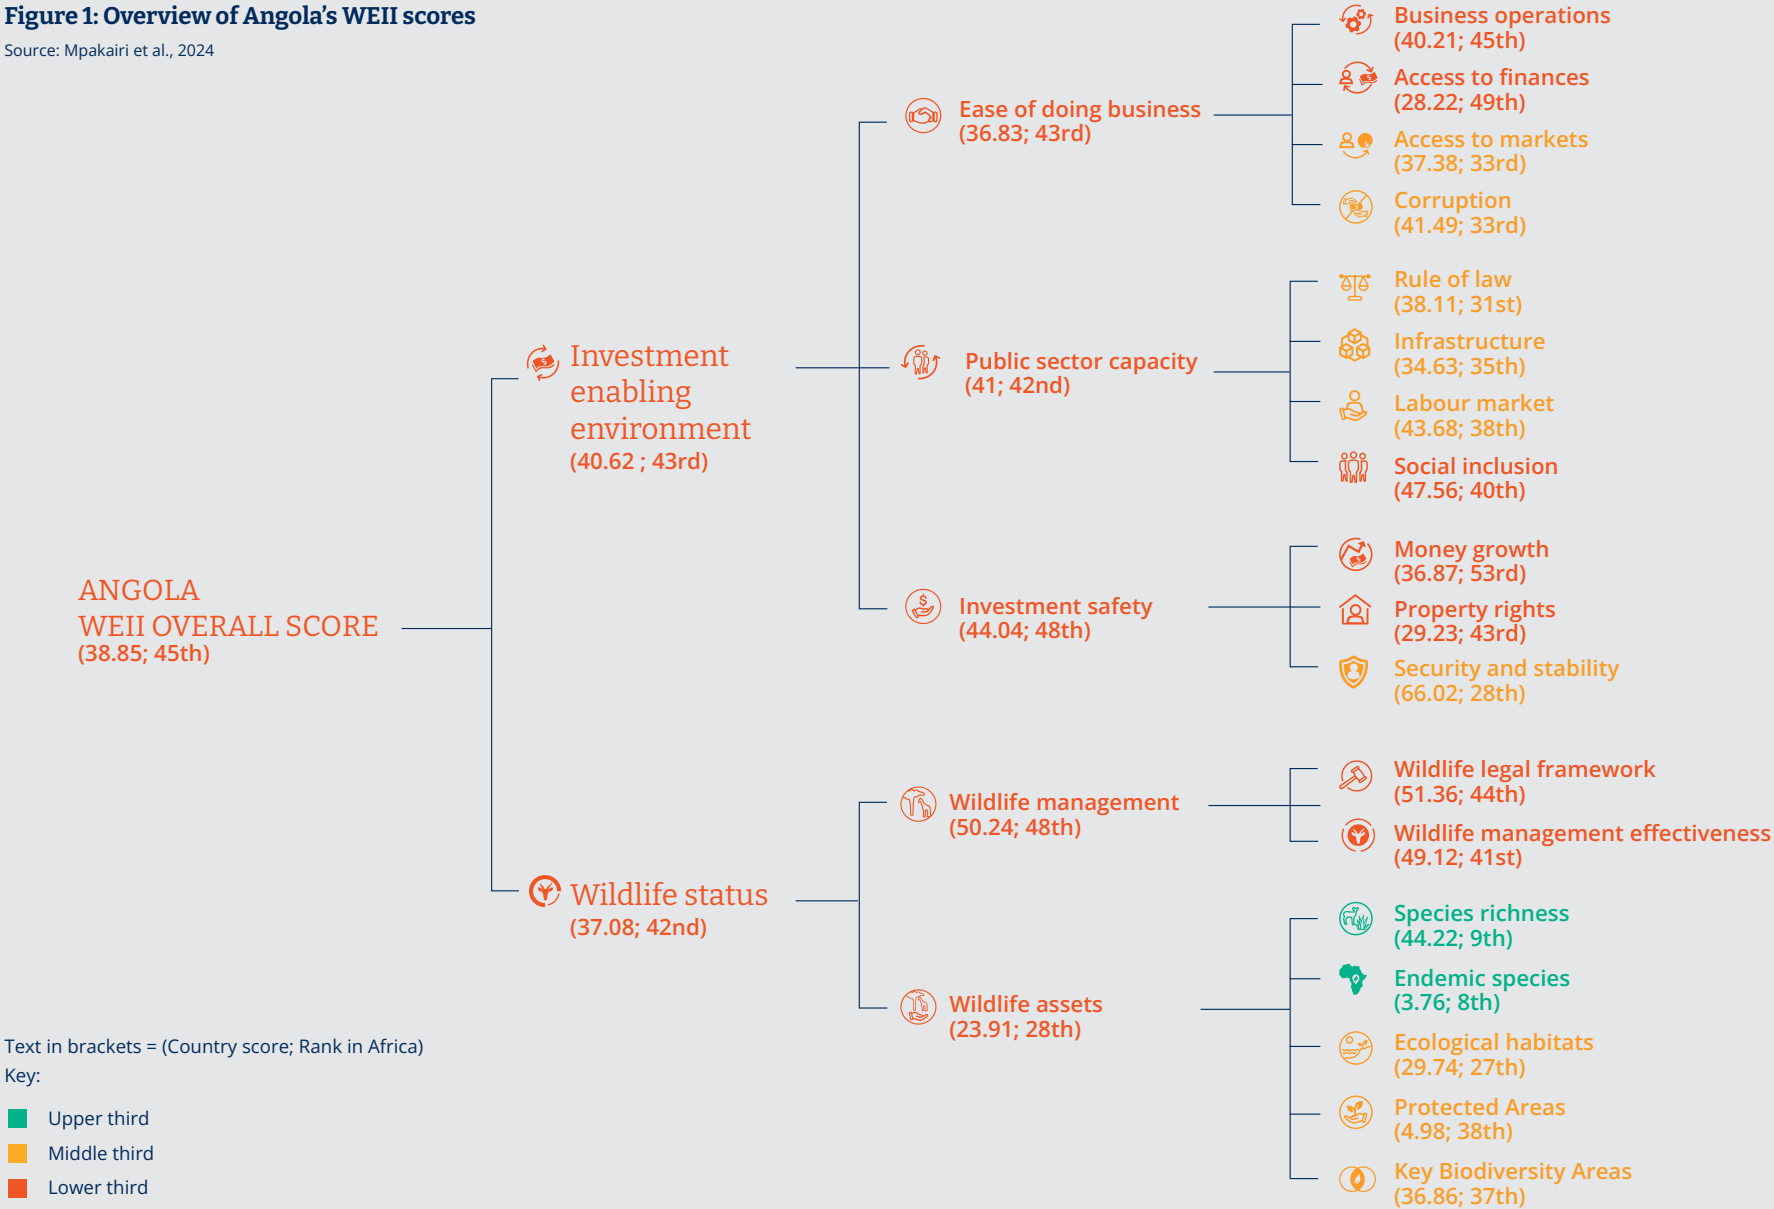 Figure 1: Overview of Angola's WEII scores
Source: Mpakairi et al., 2024
ANGOLA
WEII OVERALL SCORE
(38.85; 45th)
Investment
enabling
environment
(40.62 ; 43rd)
Ease of doing business
(36.83; 43rd)
Business operations
(40.21; 45th)
Access to finances
(28.22; 49th)
Access to markets
(37.38; 33rd)
Corruption
(41.49; 33rd)
Public sector capacity
(41; 42nd)
Rule of law
(38.11; 31st)
Infrastructure
(34.63; 35th)
Labour market
(43.68; 38th)
Social inclusion
(47.56; 40th)
Investment safety
(44.04; 48th)
Money growth
(36.87; 53rd)
Property rights
(29.23; 43rd)
Security and stability
(66.02; 28th)
Wildlife status
(37.08; 42nd)
Wildlife management
(50.24; 48th)
Wildlife legal framework
(51.36; 44th)
Wildlife management effectiveness
(49.12; 41st)
Wildlife assets
(23.91; 28th)
Species richness
(44.22; 9th)
Endemic species
(3.76; 8th)
Ecological habitats
(29.74; 27th)
Protected Areas
(4.98; 38th)
Key Biodiversity Areas
(36.86; 37th)
Text in brackets = (Country score; Rank in Africa)
Key:
Upper third
Middle third
Lower third